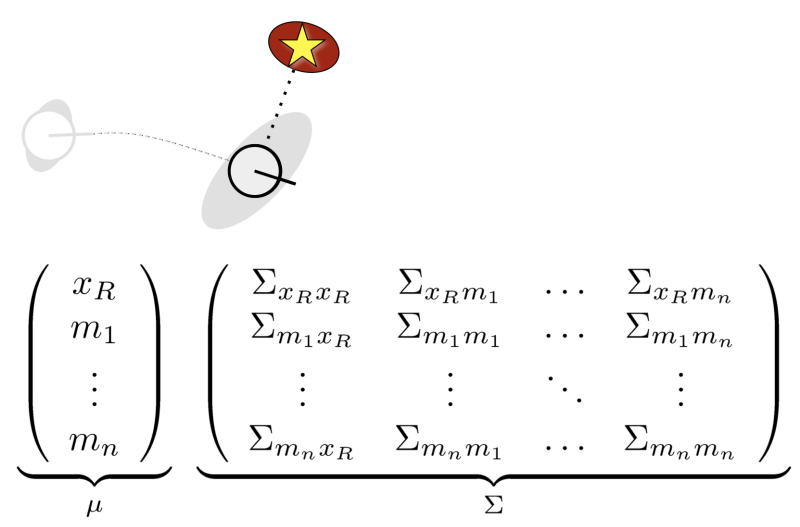 x_R Σ_{x_R x_R} Σ_{x_R m_1} … Σ_{x_R m_n}
m_1 Σ_{m_1 x_R} Σ_{m_1 m_1} … Σ_{m_1 m_n}
⋮ ⋮ ⋮ ⋱ ⋮
m_n Σ_{m_n x_R} Σ_{m_n m_1} … Σ_{m_n m_n}
μ Σ